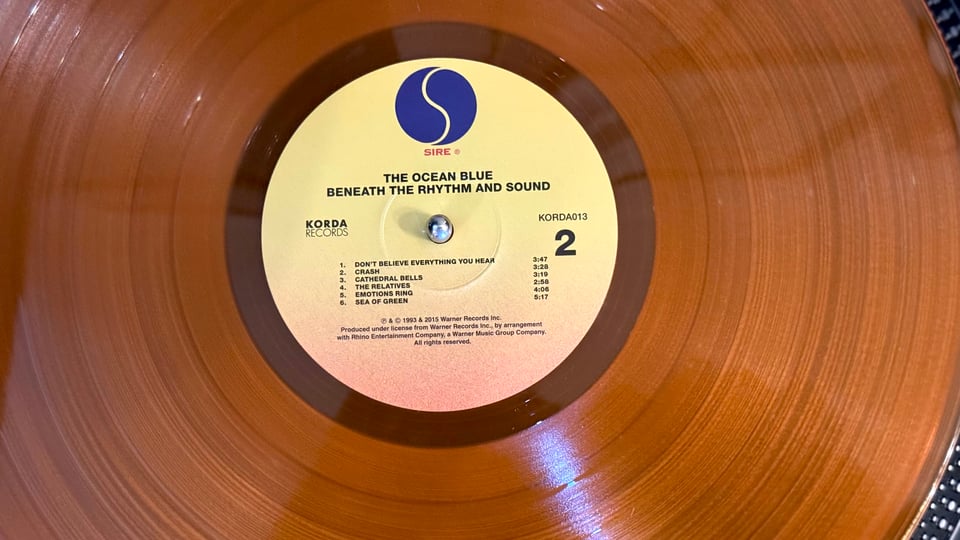 SIRE ®
THE OCEAN BLUE
BENEATH THE RHYTHM AND SOUND
KORDA
RECORDS
KORDA013
2
1. DON'T BELIEVE EVERYTHING YOU HEAR 3:47
2. CRASH 3:28
3. CATHEDRAL BELLS 3:19
4. THE RELATIVES 2:58
5. EMOTIONS RING 4:06
6. SEA OF GREEN 5:17
℗ & © 1993 & 2015 Warner Records Inc.
Produced under license from Warner Records Inc., by arrangement
with Rhino Entertainment Company, a Warner Music Group Company.
All rights reserved.